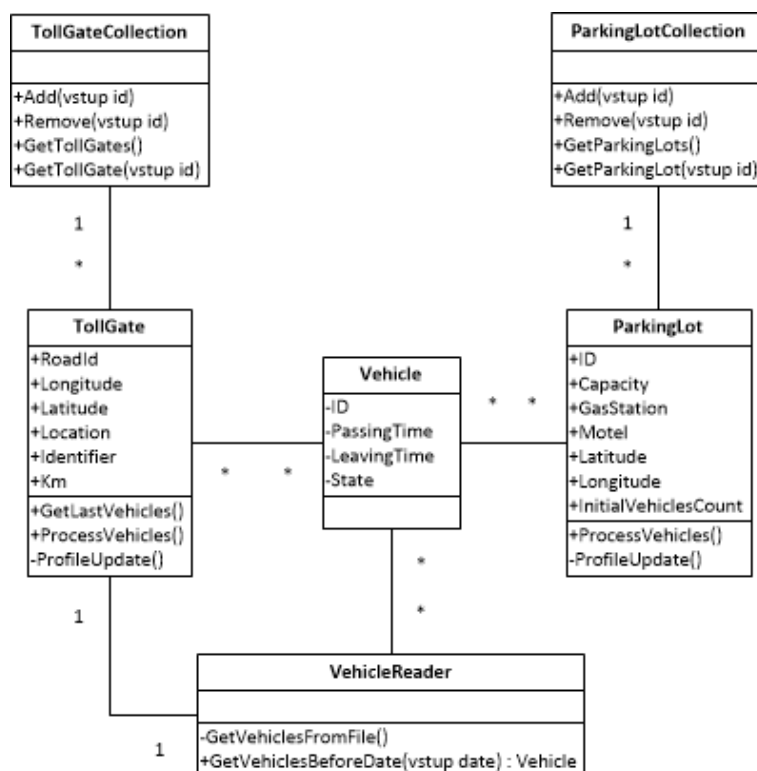 TollGateCollection
+Add(vstup id)
+Remove(vstup id)
+GetTollGates()
+GetTollGate(vstup id)
ParkingLotCollection
+Add(vstup id)
+Remove(vstup id)
+GetParkingLots()
+GetParkingLot(vstup id)
1
*
1
*
TollGate
+RoadId
+Longitude
+Latitude
+Location
+Identifier
+Km
+GetLastVehicles()
+ProcessVehicles()
-ProfileUpdate()
* *
Vehicle
-ID
-PassingTime
-LeavingTime
-State
* *
ParkingLot
+ID
+Capacity
+GasStation
+Motel
+Latitude
+Longitude
+InitialVehiclesCount
+ProcessVehicles()
-ProfileUpdate()
*
*
1
1
VehicleReader
-GetVehiclesFromFile()
+GetVehiclesBeforeDate(vstup date) : Vehicle